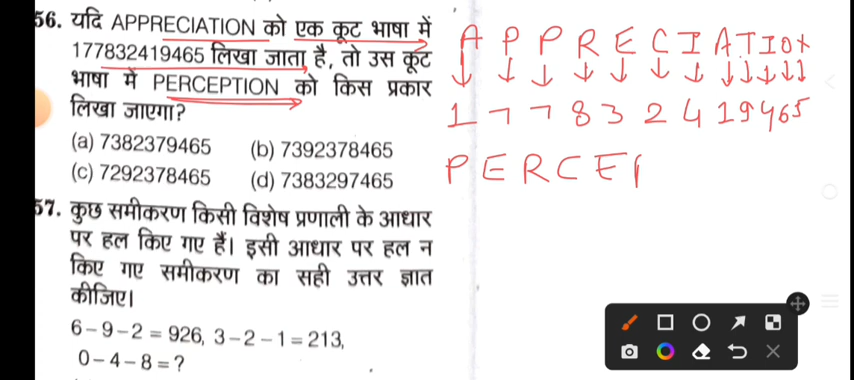 56. यदि APPRECIATION को एक कूट भाषा में
177832419465 लिखा जाता है, तो उस कूट
भाषा में PERCEPTION को किस प्रकार
लिखा जाएगा?
(a) 7382379465 (b) 7392378465
(c) 7292378465 (d) 7383297465
57. कुछ समीकरण किसी विशेष प्रणाली के आधार
पर हल किए गए हैं। इसी आधार पर हल न
किए गए समीकरण का सही उत्तर ज्ञात
कीजिए।
6-9-2 = 926, 3-2-1 = 213,
0-4-8 = ?
A P P R E C I A T I O N
1 7 7 8 3 2 4 1 9 4 6 5
P E R C E